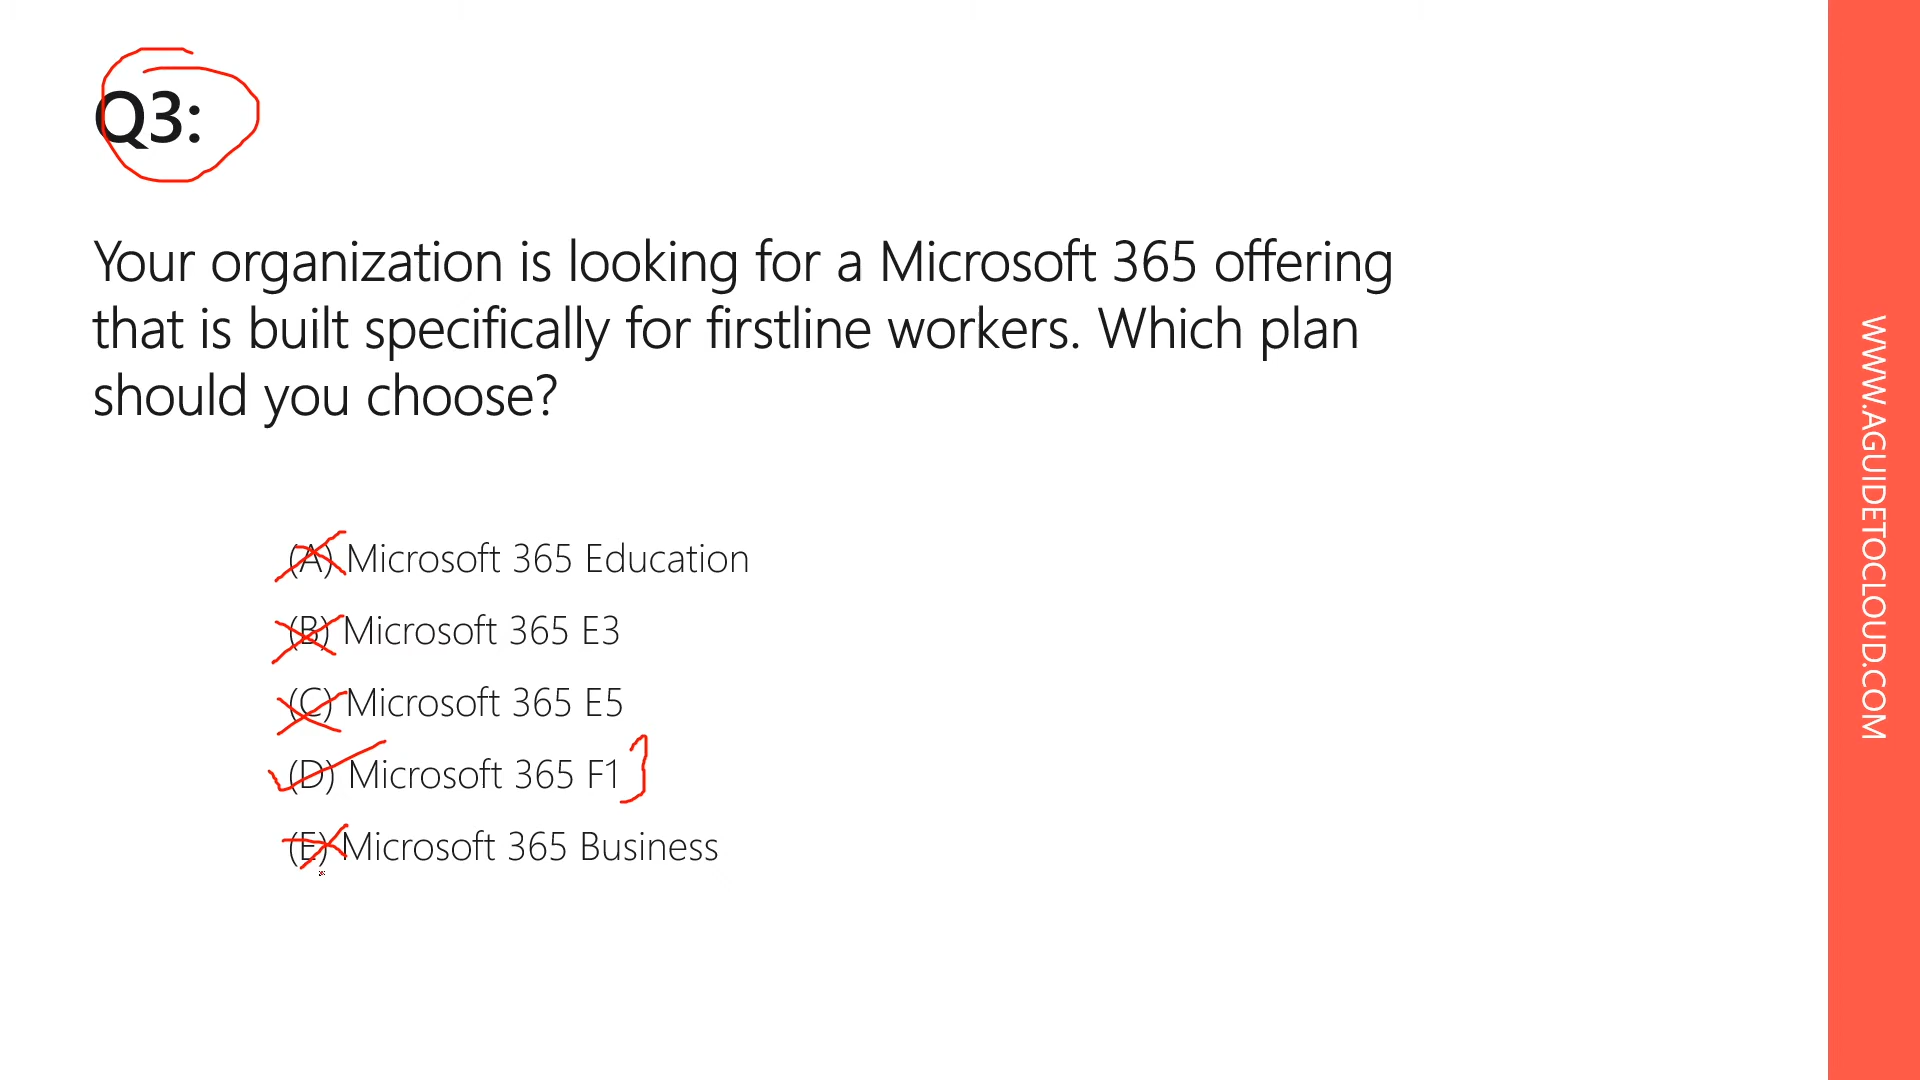 Q3:
Your organization is looking for a Microsoft 365 offering
that is built specifically for firstline workers. Which plan
should you choose?
(A) Microsoft 365 Education
(B) Microsoft 365 E3
(C) Microsoft 365 E5
(D) Microsoft 365 F1
(E) Microsoft 365 Business
WWW.AGUIDETOCLOUD.COM